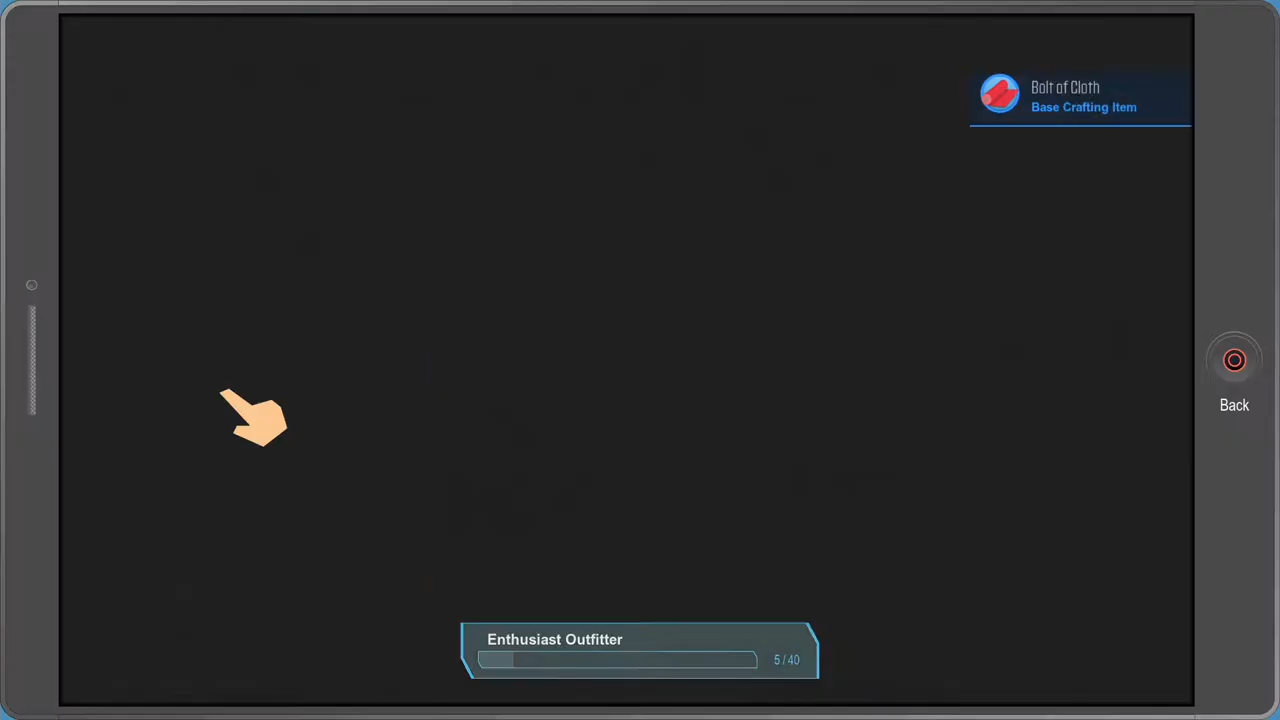 Bolt of Cloth
Base Crafting Item
Back
Enthusiast Outfitter
5 / 40